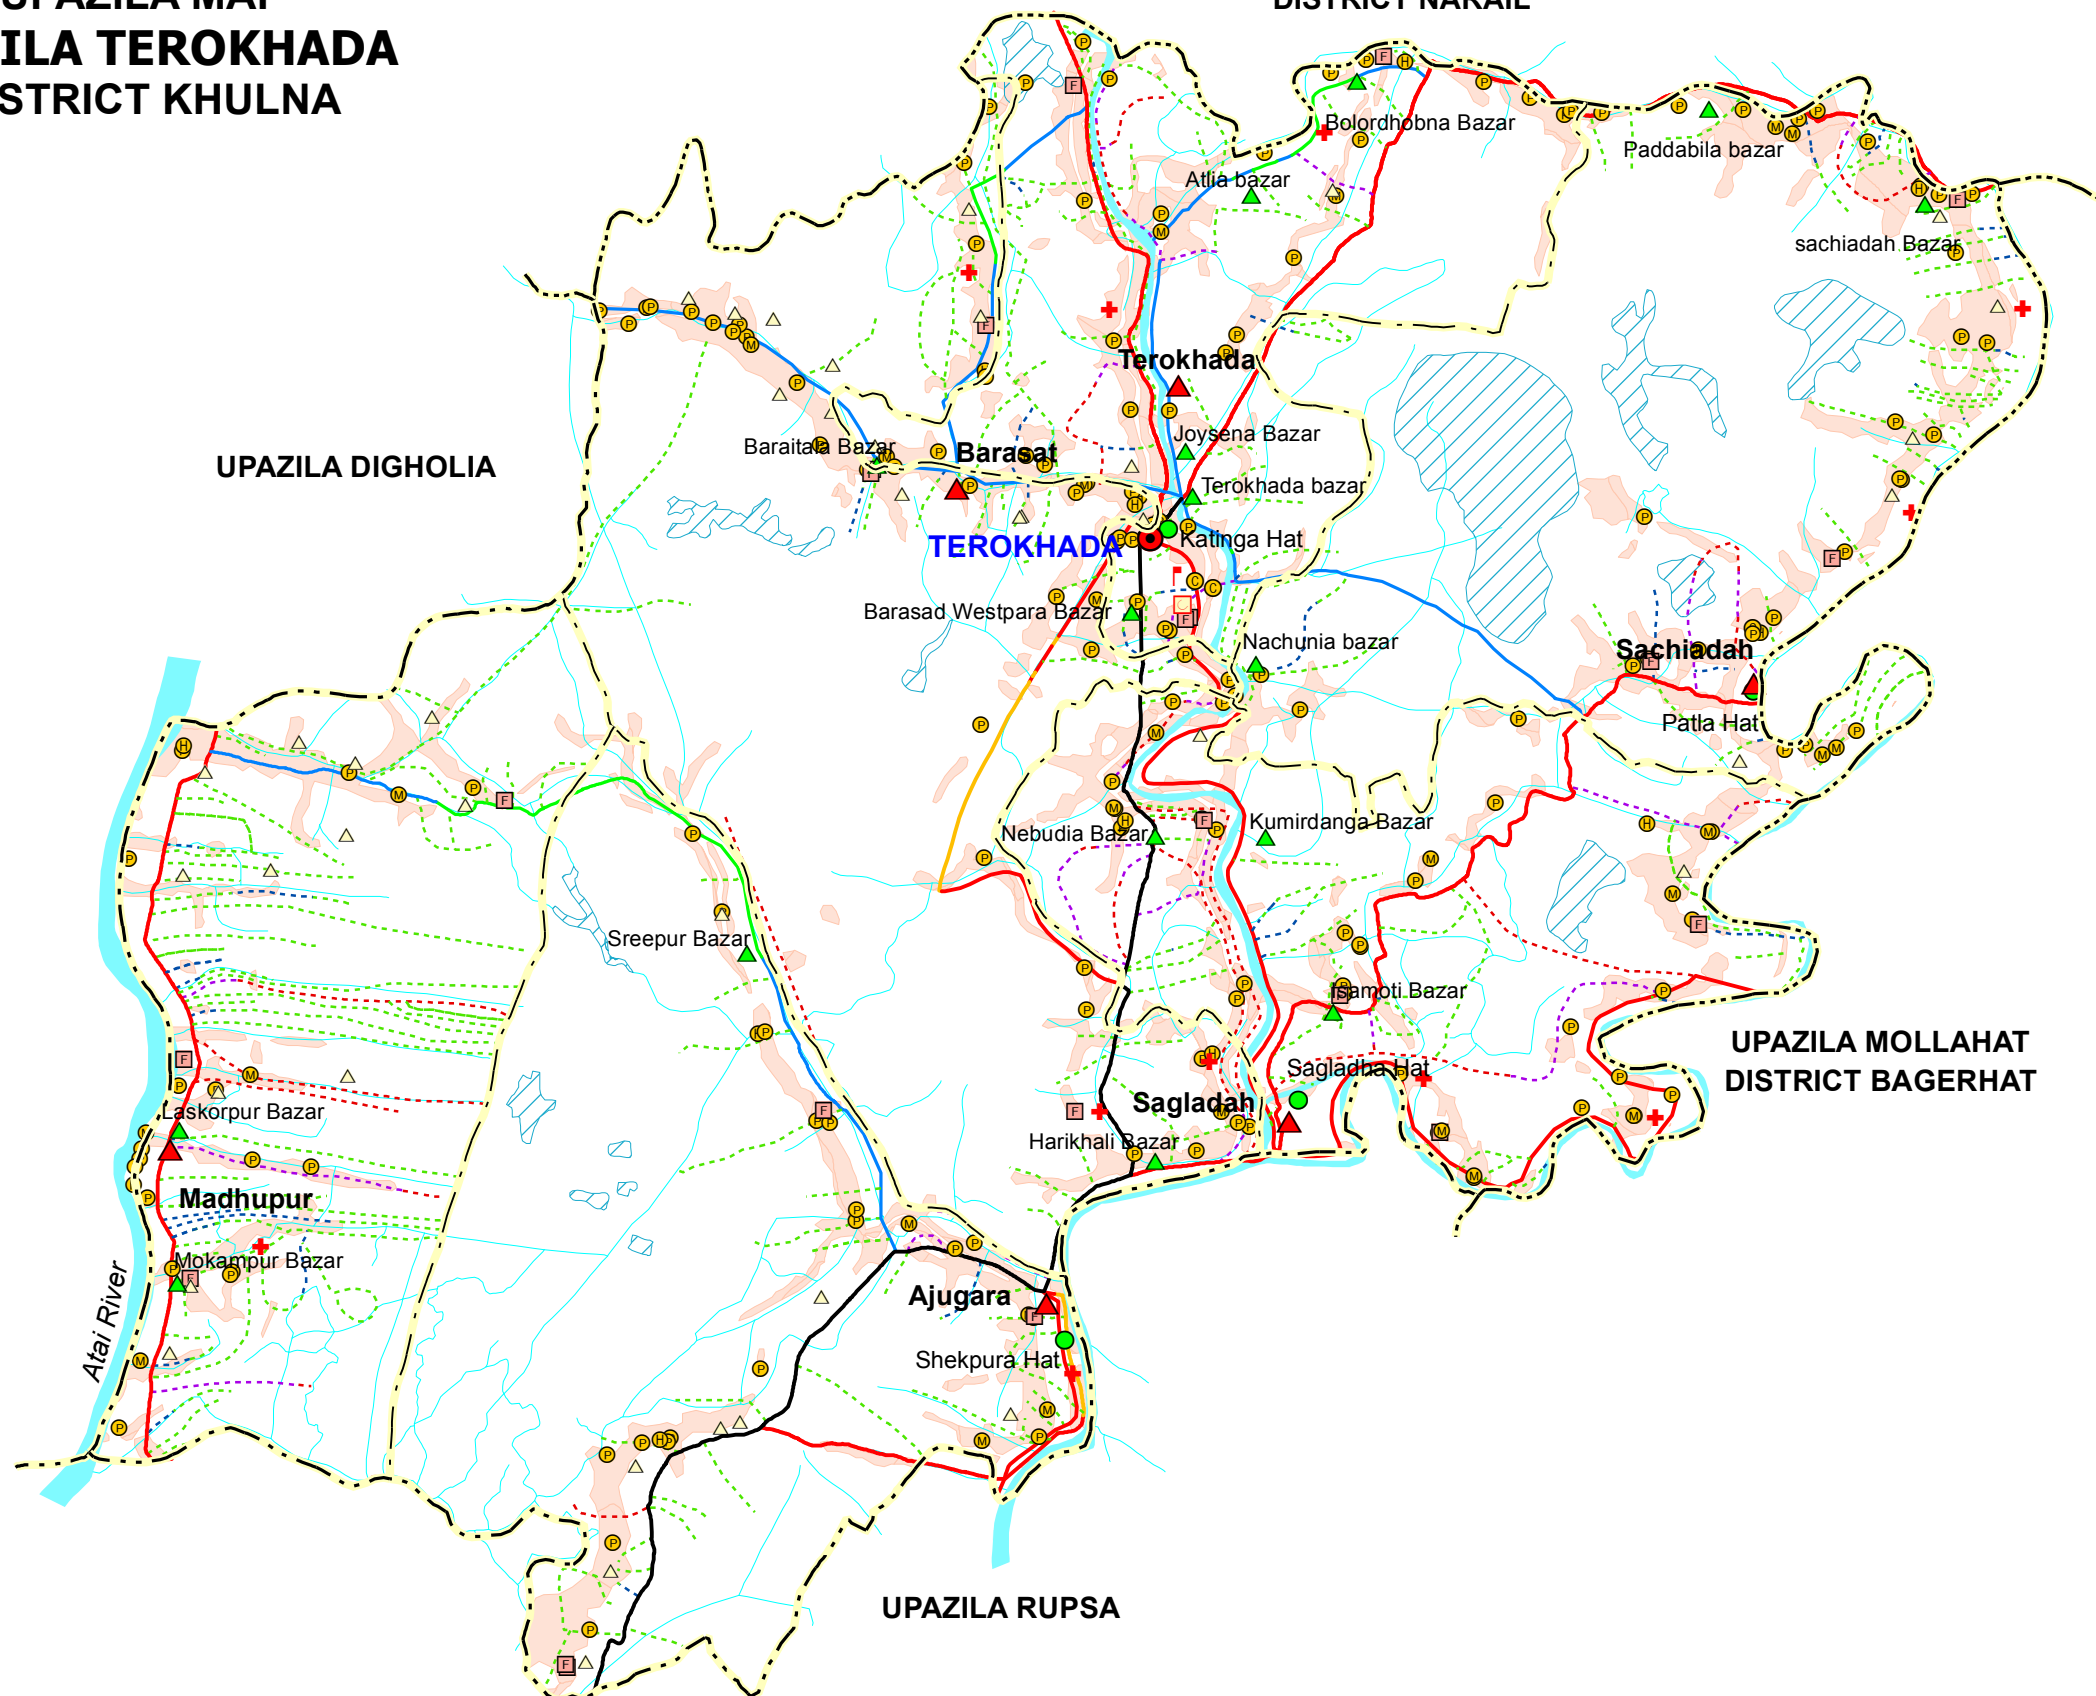 ILA TEROKHADA
STRICT KHULNA
DISTRICT NARAIL
Bolordhobna Bazar
Paddabila bazar
Atlia bazar
sachiadah Bazar
Terokhada
Joysena Bazar
Baraitala Bazar
Barasat
UPAZILA DIGHOLIA
Terokhada bazar
TEROKHADA
Katinga Hat
Barasad Westpara Bazar
Nachunia bazar
Sachiadah
Patla Hat
Nebudia Bazar
Kumirdanga Bazar
Sreepur Bazar
Isamoti Bazar
UPAZILA MOLLAHAT
DISTRICT BAGERHAT
Sagladha Hat
Laskorpur Bazar
Sagladah
Harikhali Bazar
Madhupur
Mokampur Bazar
Atai River
Ajugara
Shekpura Hat
UPAZILA RUPSA